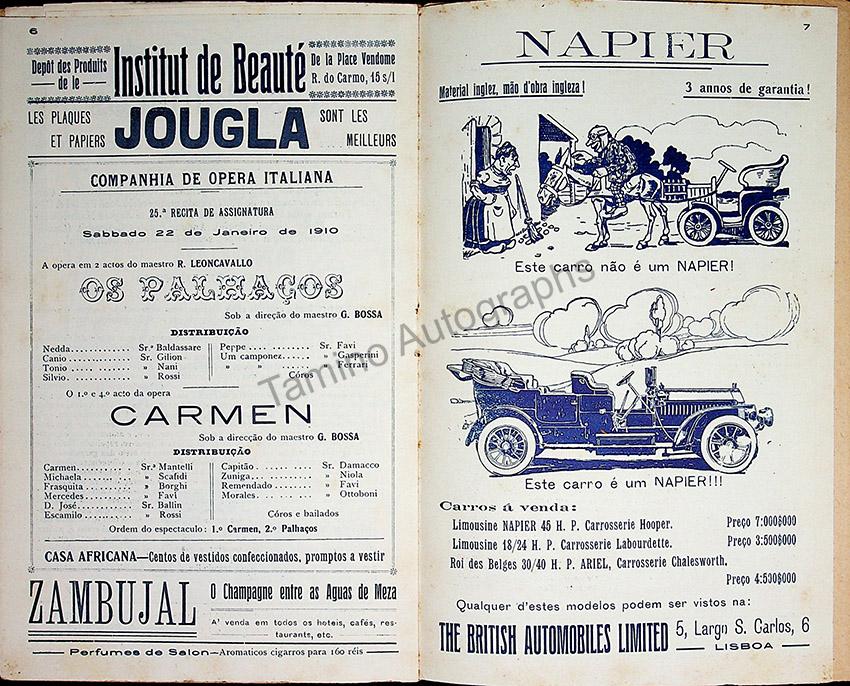 6
Depôt des Produits
de le
Institut de Beauté
De la Place Vendome
R. do Carmo, 15 s/l
LES PLAQUES
ET PAPIERS
JOUGLA
SONT LES
MEILLEURS
COMPANHIA DE OPERA ITALIANA
25.ª RECITA DE ASSIGNATURA
Sabbado 22 de Janeiro de 1910
A opera em 2 actos do maestro R. LEONCAVALLO
OS PALHAÇOS
Sob a direção do maestro G. BOSSA
DISTRIBUIÇÃO
Nedda............ Sr.ª Baldassare
Canio............ Sr. Gilion
Tonio............ » Nani
Silvio............ » Rossi
Peppe............ Sr. Favi
Um camponez...... » Gasperini
» » ........ » Ferrari
Córos
O 1.º e 4.º acto da opera
CARMEN
Sob a direcção do maestro G. BOSSA
DISTRIBUIÇÃO
Carmen............ Sr.ª Mantelli
Michaela............ » Scafidi
Frasquita............ » Borghi
Mercedes............ » Favi
D. José............ Sr. Ballin
Escamilo............ » Rossi
Capitão............ Sr. Damacco
Zuniga............ » Niola
Remendado......... » Favi
Morales............ » Ottoboni
Córos e bailados
Ordem do espectaculo: 1.º Carmen, 2.º Palhaços
CASA AFRICANA—Centos de vestidos confeccionados, promptos a vestir
ZAMBUJAL
O Champagne entre as Aguas de Meza
A' venda em todos os hoteis, cafés, res-
taurants, etc.
Perfumes de Salon—Aromaticos cigarros para 160 réis
7
NAPIER
Material inglez, mão d'obra ingleza!
3 annos de garantia!
Este carro não é um NAPIER!
Este carro é um NAPIER!!!
Carros á venda:
Limousine NAPIER 45 H. P. Carrosserie Hooper. Preço 7:000$000
Limousine 18/24 H. P. Carrosserie Labourdette. Preço 3:500$000
Roi des Belges 30/40 H. P. ARIEL, Carrosserie Chalesworth.
Preço 4:500$000
Qualquer d'estes modelos podem ser vistos na:
THE BRITISH AUTOMOBILES LIMITED
5, Largo S. Carlos, 6
LISBOA
Tamino Autographs